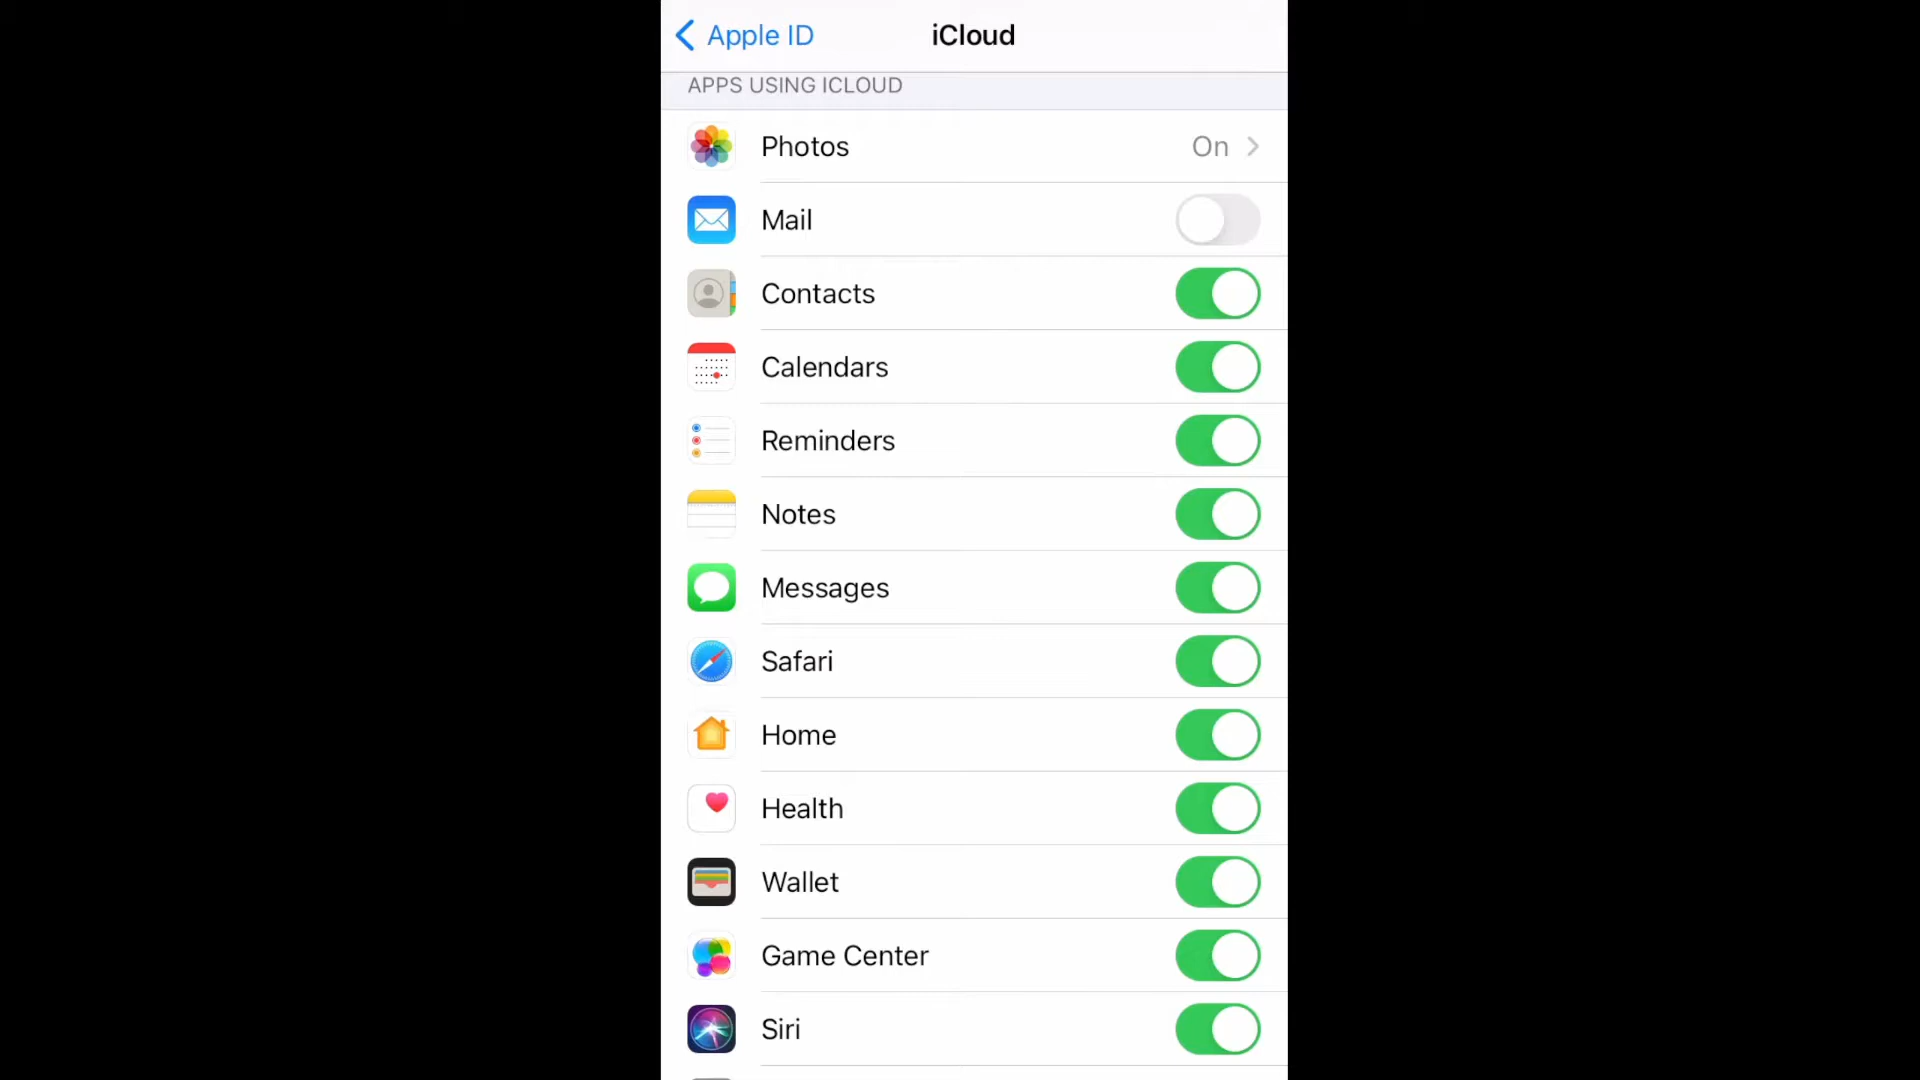 Apple ID
iCloud
APPS USING ICLOUD
Photos On
Mail
Contacts
Calendars
Reminders
Notes
Messages
Safari
Home
Health
Wallet
Game Center
Siri